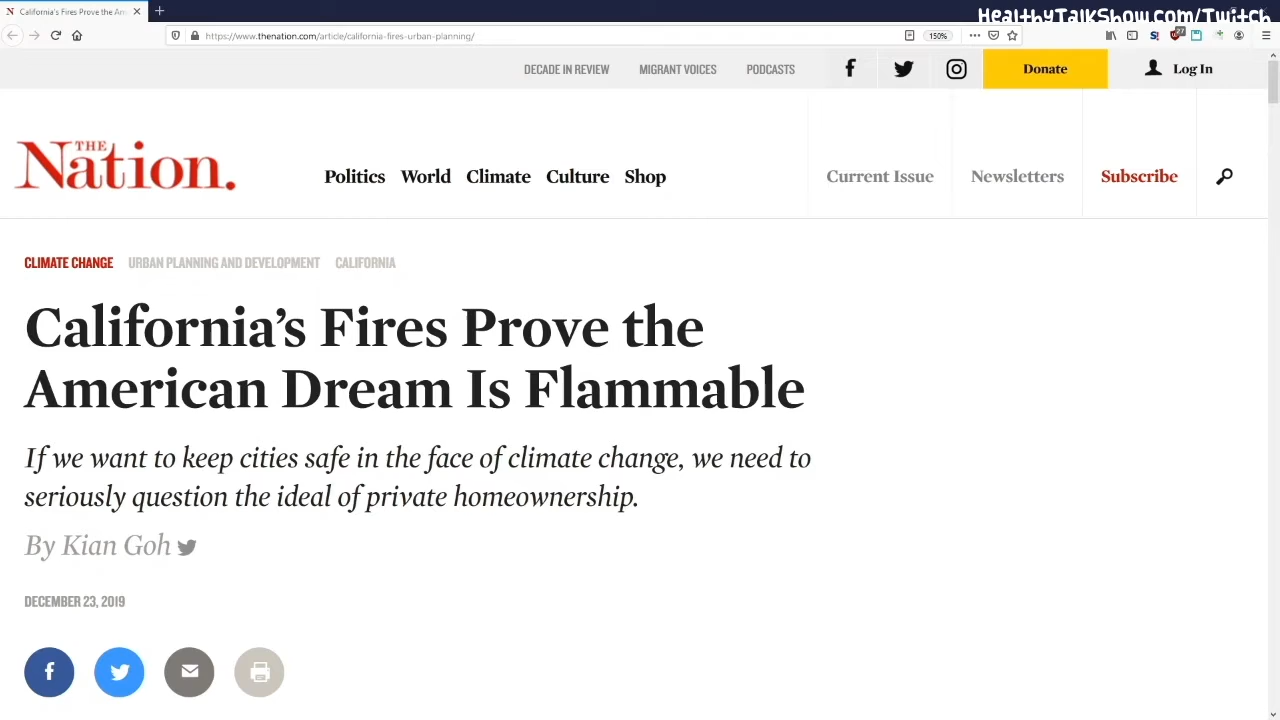 California's Fires Prove the Am
HealthyTalkShow.com/Twitch
https://www.thenation.com/article/california-fires-urban-planning/
150%
DECADE IN REVIEW MIGRANT VOICES PODCASTS
Donate
Log In
THE
Nation.
Politics World Climate Culture Shop
Current Issue Newsletters Subscribe
CLIMATE CHANGE URBAN PLANNING AND DEVELOPMENT CALIFORNIA
California’s Fires Prove the
American Dream Is Flammable
If we want to keep cities safe in the face of climate change, we need to
seriously question the ideal of private homeownership.
By Kian Goh
DECEMBER 23, 2019